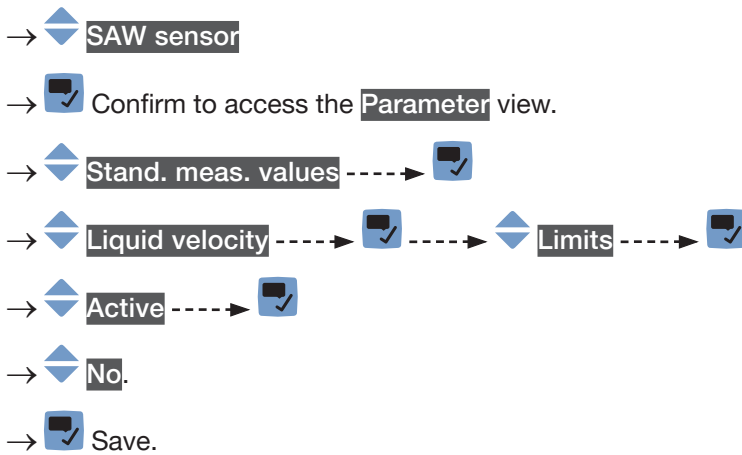 → SAW sensor
→ Confirm to access the Parameter view.
→ Stand. meas. values
→ Liquid velocity Limits
→ Active
→ No.
→ Save.